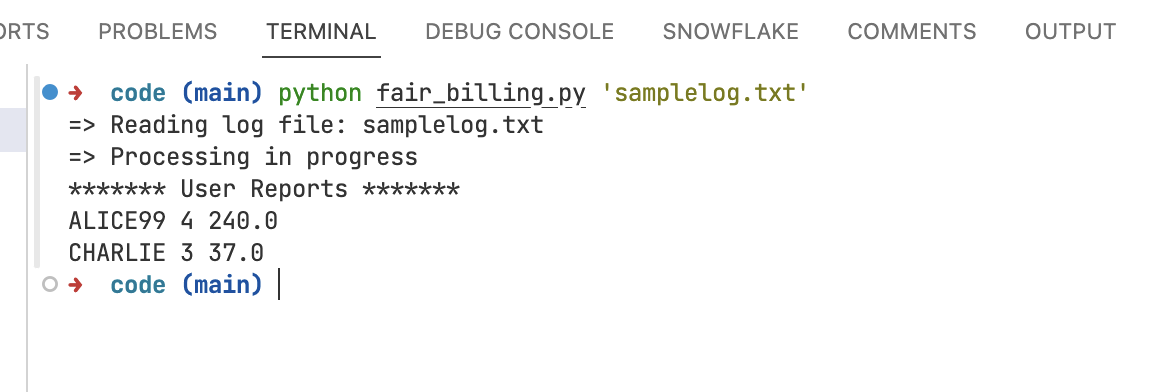 ORTS PROBLEMS TERMINAL DEBUG CONSOLE SNOWFLAKE COMMENTS OUTPUT
➜ code (main) python fair_billing.py 'samplelog.txt'
=> Reading log file: samplelog.txt
=> Processing in progress
******* User Reports *******
ALICE99 4 240.0
CHARLIE 3 37.0
➜ code (main)